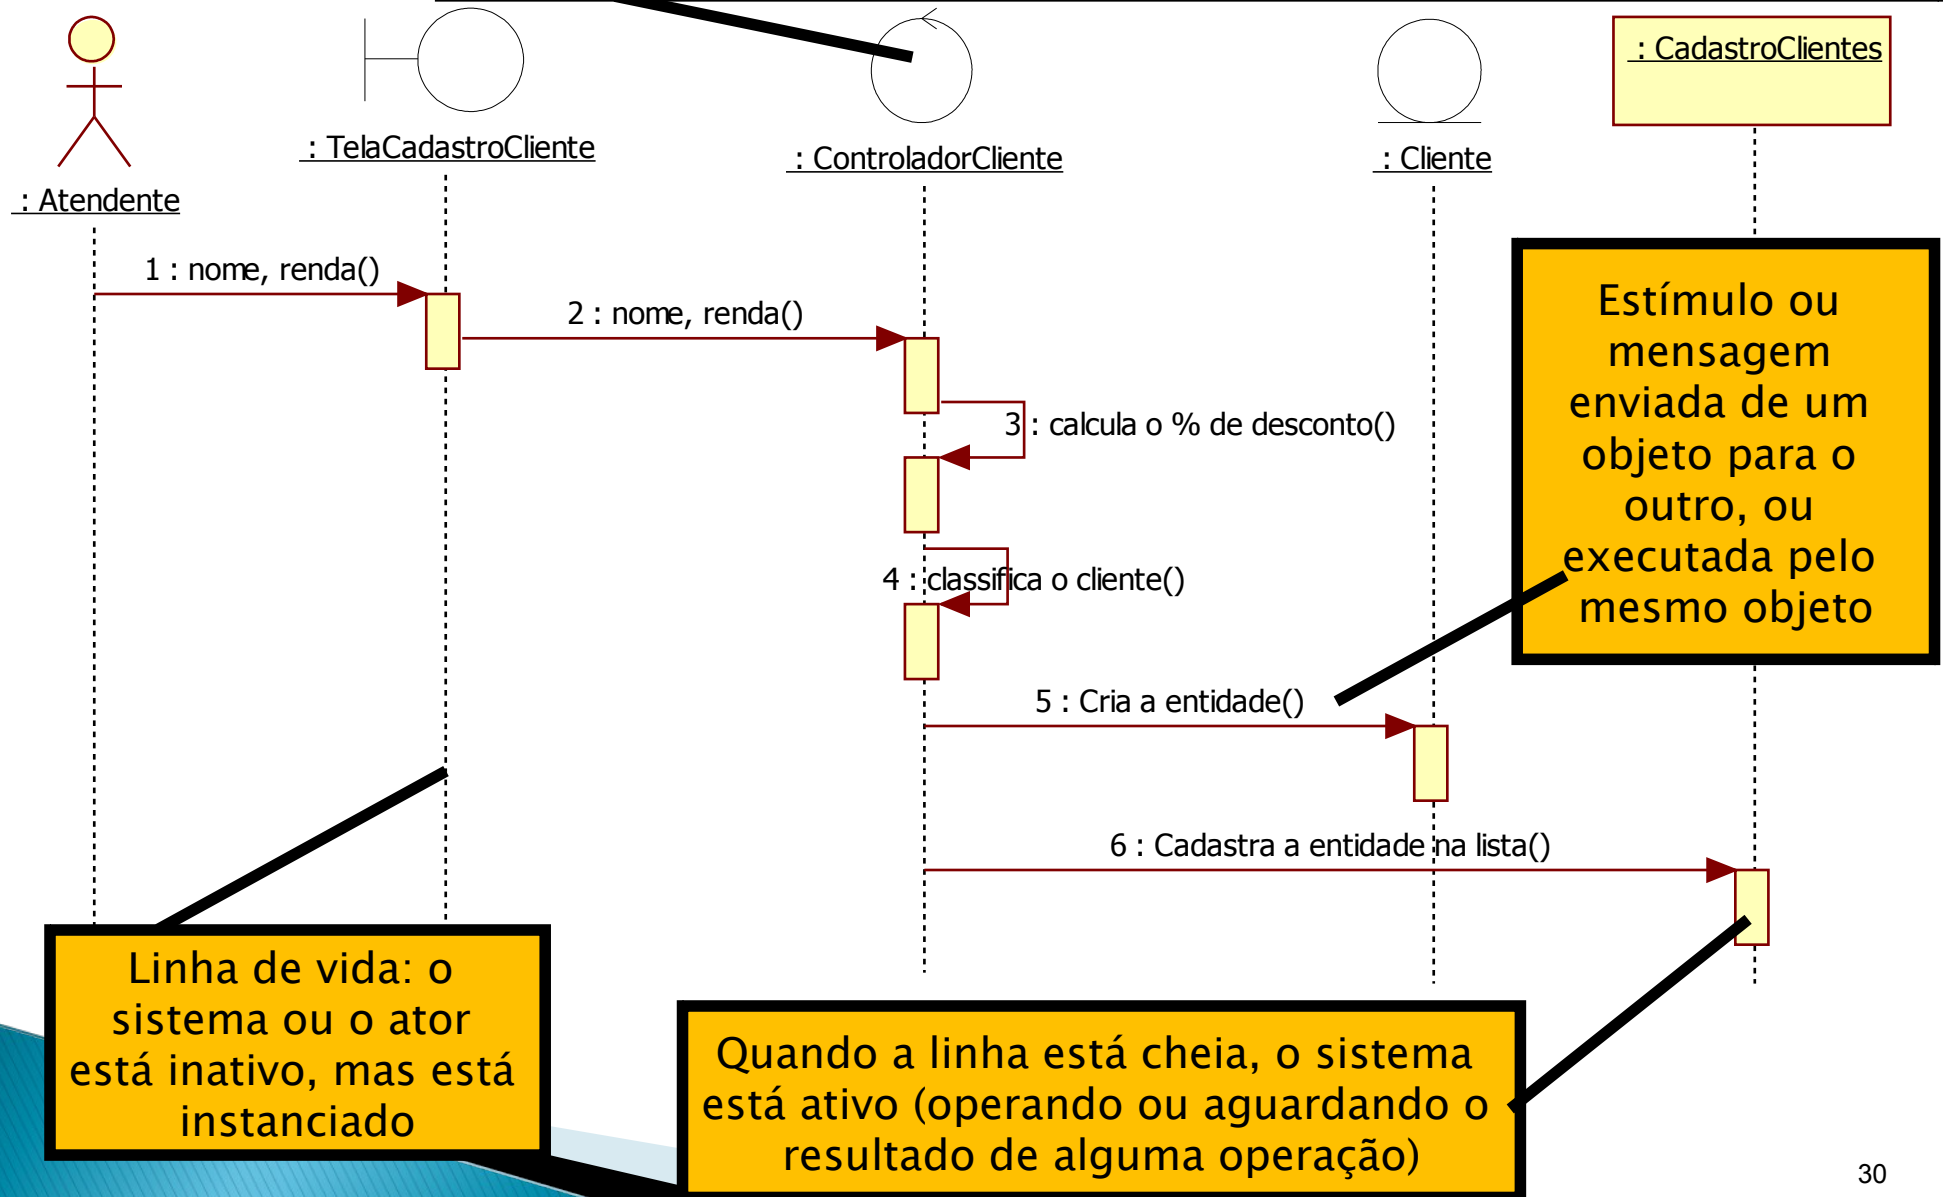 : CadastroClientes
: TelaCadastroCliente
: ControladorCliente
: Cliente
: Atendente
1 : nome, renda()
2 : nome, renda()
3 : calcula o % de desconto()
4 : classifica o cliente()
5 : Cria a entidade()
6 : Cadastra a entidade na lista()
Estímulo ou
mensagem
enviada de um
objeto para o
outro, ou
executada pelo
mesmo objeto
Linha de vida: o
sistema ou o ator
está inativo, mas está
instanciado
Quando a linha está cheia, o sistema
está ativo (operando ou aguardando o
resultado de alguma operação)
30